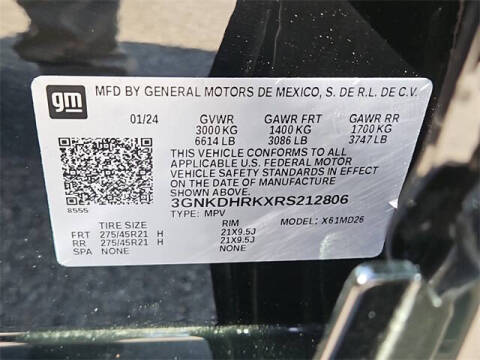 gm MFD BY GENERAL MOTORS DE MEXICO, S. DE R.L. DE C.V.
01/24 GVWR GAWR FRT GAWR RR
3000 KG 1400 KG 1700 KG
6614 LB 3086 LB 3747 LB
THIS VEHICLE CONFORMS TO ALL
APPLICABLE U.S. FEDERAL MOTOR
VEHICLE SAFETY STANDARDS IN EFFECT
ON THE DATE OF MANUFACTURE
SHOWN ABOVE.
3GNKDHRKXRS212806
8555 TYPE: MPV MODEL: X61MD26
TIRE SIZE RIM
FRT 275/45R21 H 21X9.5J
RR 275/45R21 H 21X9.5J
SPA NONE NONE